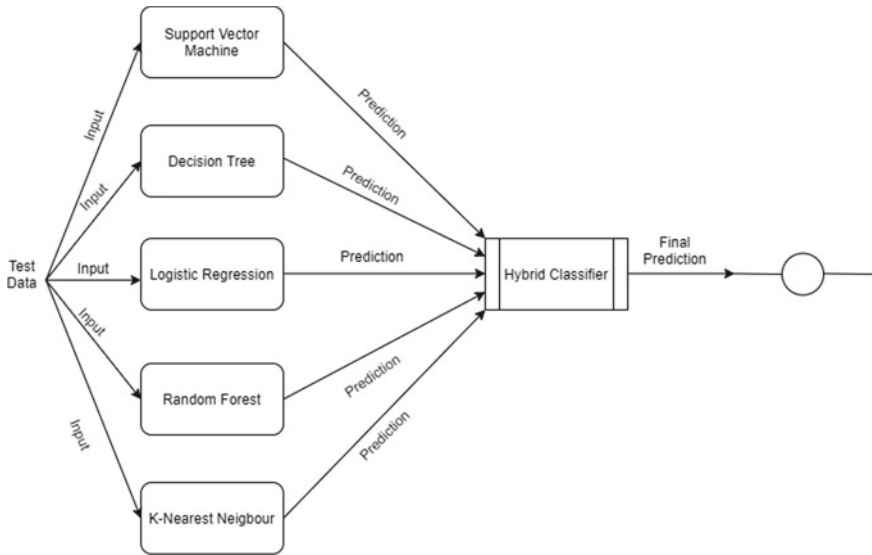 Support Vector
Machine
Input
Prediction
Decision Tree
Input
Prediction
Test
Data
Input
Logistic Regression
Prediction
Hybrid Classifier
Final
Prediction
Input
Random Forest
Prediction
Input
K-Nearest Neigbour
Prediction